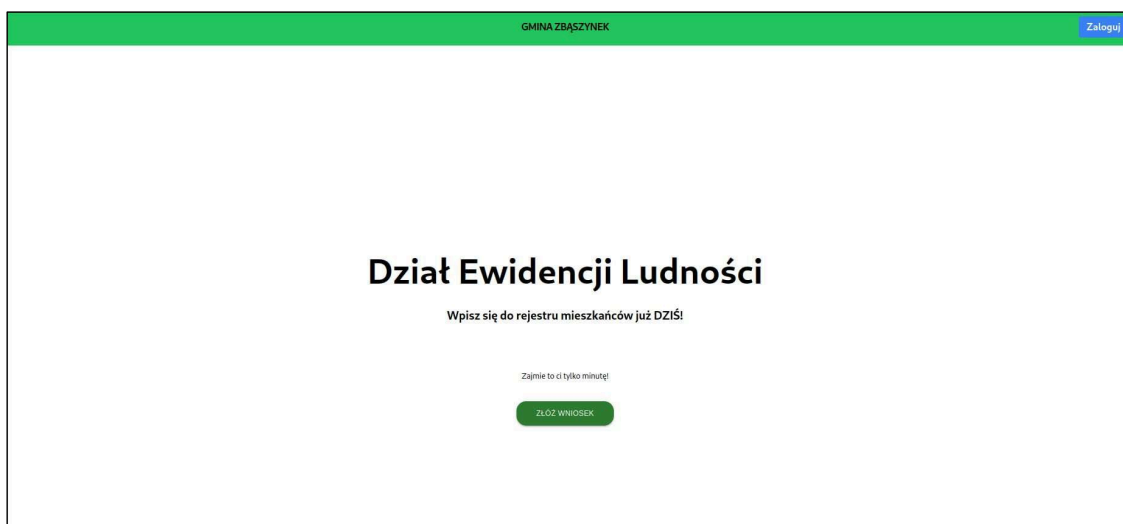 GMINA ZBĄSZYNEK
Zaloguj
Dział Ewidencji Ludności
Wpisz się do rejestru mieszkańców już DZIŚ!
Zajmie to ci tylko minutę!
ZŁÓŻ WNIOSEK